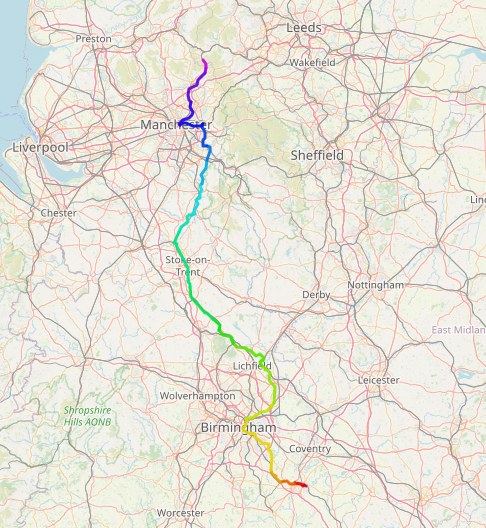 Leeds
Preston
Wakefield
Manchester
Liverpool
Sheffield
Chester
Stoke-on-
Trent
Derby
Nottingham
East Midlan
Lichfield
Leicester
Wolverhampton
Shropshire
Hills AONB
Birmingham
Coventry
Worcester